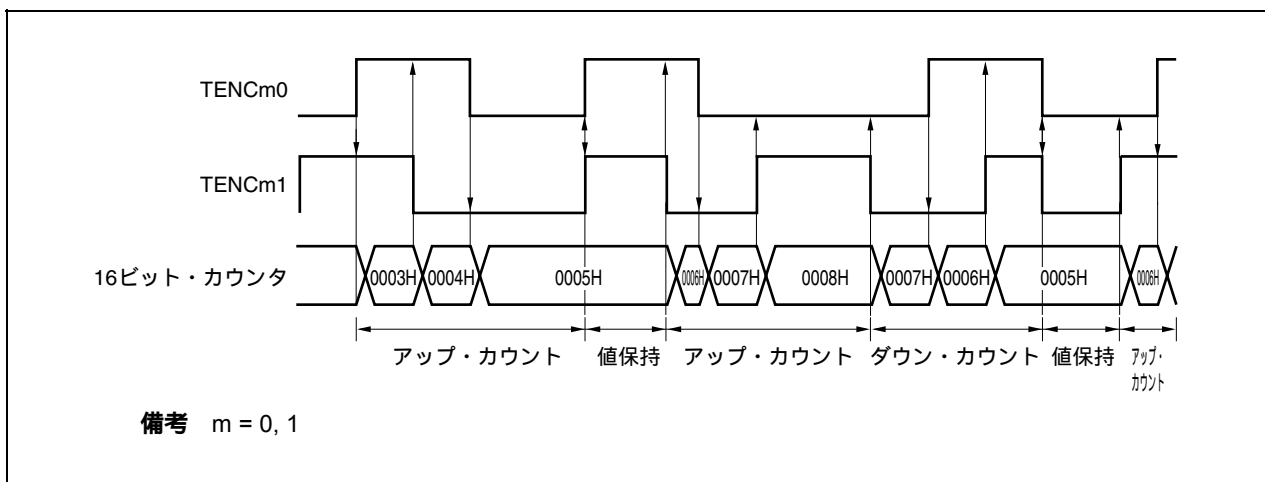 TENCm0
TENCm1
16ビット・カウンタ
0003H 0004H 0005H 0006H 0007H 0008H 0007H 0006H 0005H 0006H
アップ・カウント 値保持 アップ・カウント ダウン・カウント 値保持 アップ・
カウント
備考 m = 0, 1